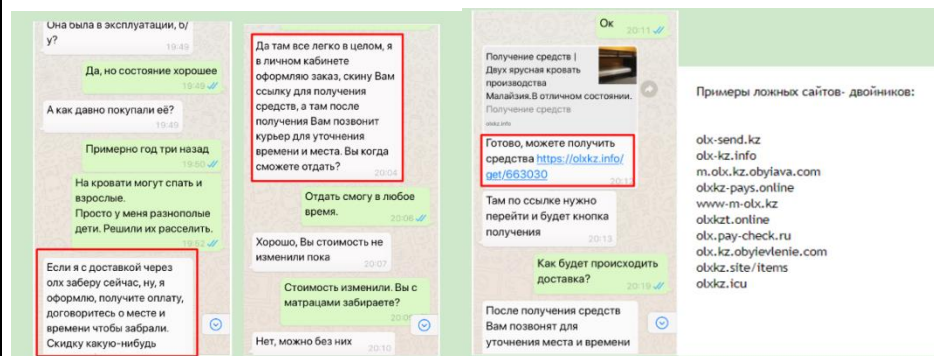 Она была в эксплуатации, б/
у?
19:49
Да, но состояние хорошее
19:49
А как давно покупали её?
19:49
Примерно год три назад
19:50
На кровати могут спать и
взрослые.
Просто у меня разнополые
дети. Решили их расселить.
19:52
Если я с доставкой через
олх заберу сейчас, ну, я
оформлю, получите оплату,
договоритесь о месте и
времени чтобы забрали.
Скидку какую-нибудь
Да там все легко в целом, я
в личном кабинете
оформляю заказ, скину Вам
ссылку для получения
средств, а там после
получения Вам позвонит
курьер для уточнения
времени и места. Вы когда
сможете отдать?
20:04
Отдать смогу в любое
время.
20:06
Хорошо, Вы стоимость не
изменили пока
20:07
Стоимость изменили. Вы с
матрацами забираете?
Нет, можно без них
20:10
Ок
20:11
Получение средств |
Двух ярусная кровать
производства
Малайзия.В отличном состоянии.
Получение средств
olxkz.info
Готово, можете получить
средства https://olxkz.info/
get/663030
20:13
Там по ссылке нужно
перейти и будет кнопка
получения
20:13
Как будет происходить
доставка?
20:19
После получения средств
Вам позвонят для
уточнения места и времени
Примеры ложных сайтов- двойников:
olx-send.kz
olx-kz.info
m.olx.kz.obyiava.com
olxkz-pays.online
www-m-olx.kz
olxkzt.online
olx.pay-check.ru
olx.kz.obyievlenie.com
olxkz.site/items
olxkz.icu